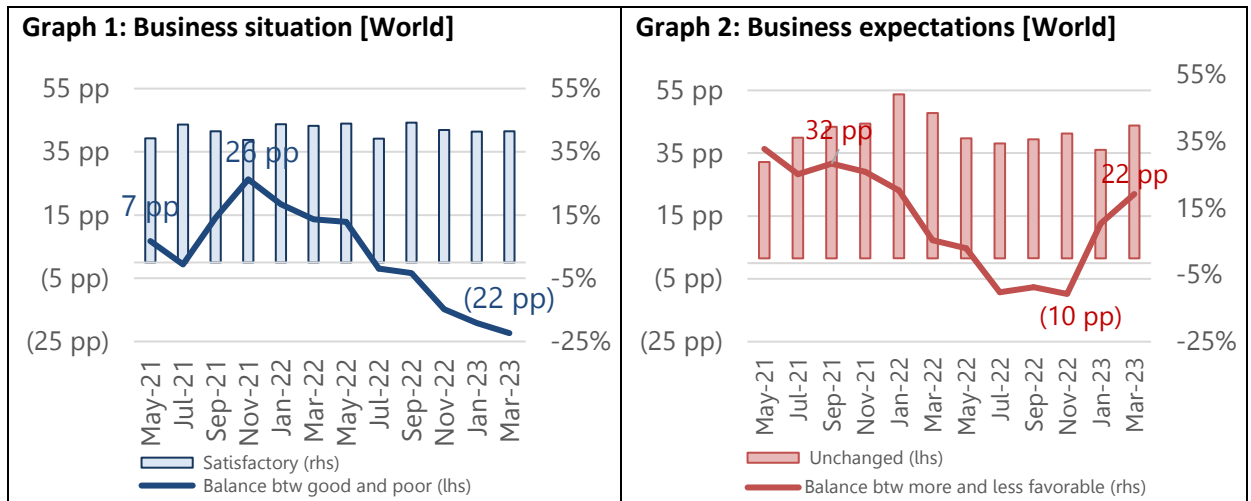 Graph 1: Business situation [World]
55 pp
35 pp
15 pp
(5 pp)
(25 pp)
55%
35%
15%
-5%
-25%
7 pp
26 pp
(22 pp)
May-21
Jul-21
Sep-21
Nov-21
Jan-22
Mar-22
May-22
Jul-22
Sep-22
Nov-22
Jan-23
Mar-23
Satisfactory (rhs)
Balance btw good and poor (lhs)
Graph 2: Business expectations [World]
55 pp
35 pp
15 pp
(5 pp)
(25 pp)
55%
35%
15%
-5%
-25%
32 pp
22 pp
(10 pp)
May-21
Jul-21
Sep-21
Nov-21
Jan-22
Mar-22
May-22
Jul-22
Sep-22
Nov-22
Jan-23
Mar-23
Unchanged (lhs)
Balance btw more and less favorable (rhs)